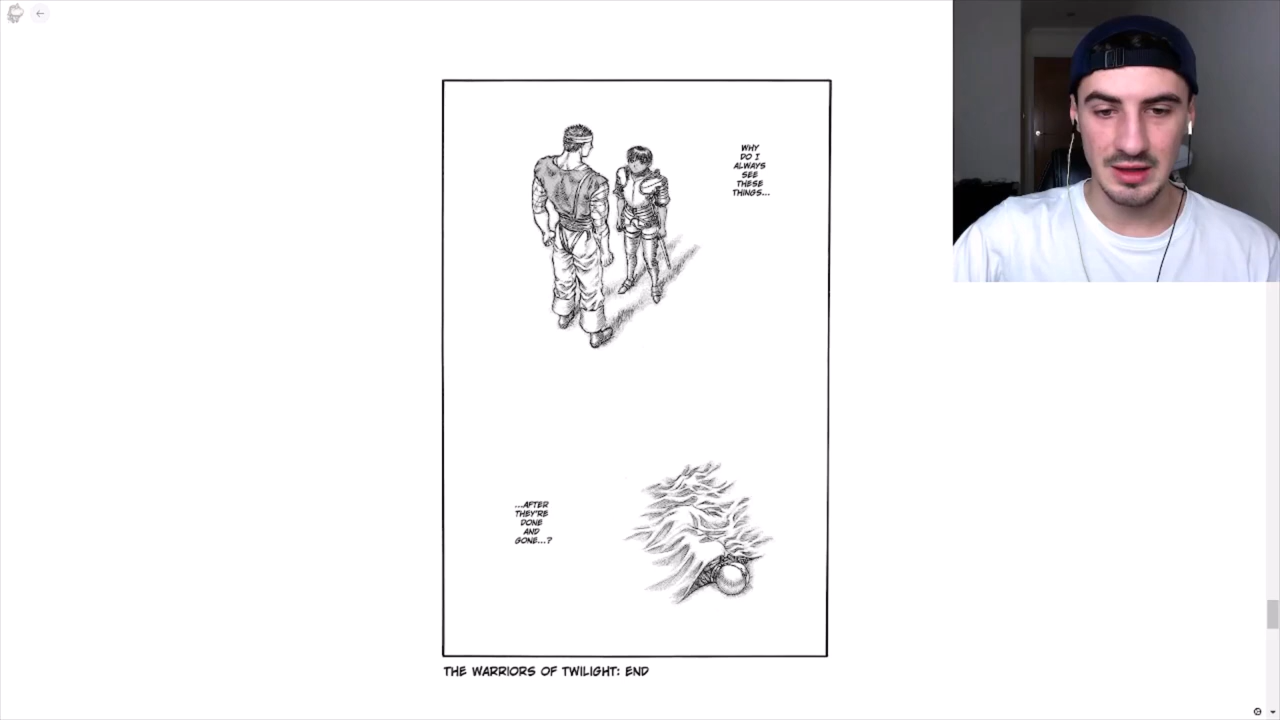 WHY
DO I
ALWAYS
SEE
THESE
THINGS...
...AFTER
THEY'RE
DONE
AND
GONE...?
THE WARRIORS OF TWILIGHT: END